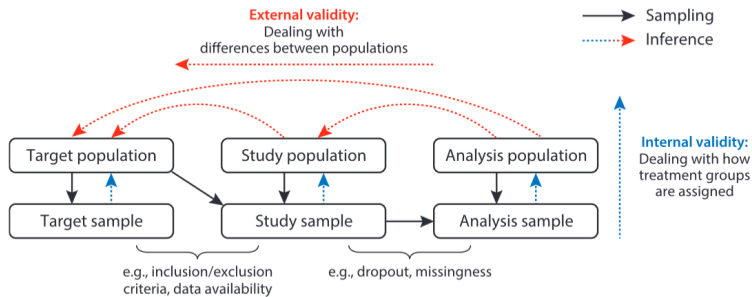 External validity:
Dealing with
differences between populations
Sampling
Inference
Target population
Study population
Analysis population
Internal validity:
Dealing with how
treatment groups
are assigned
Target sample
Study sample
Analysis sample
e.g., inclusion/exclusion
criteria, data availability
e.g., dropout, missingness